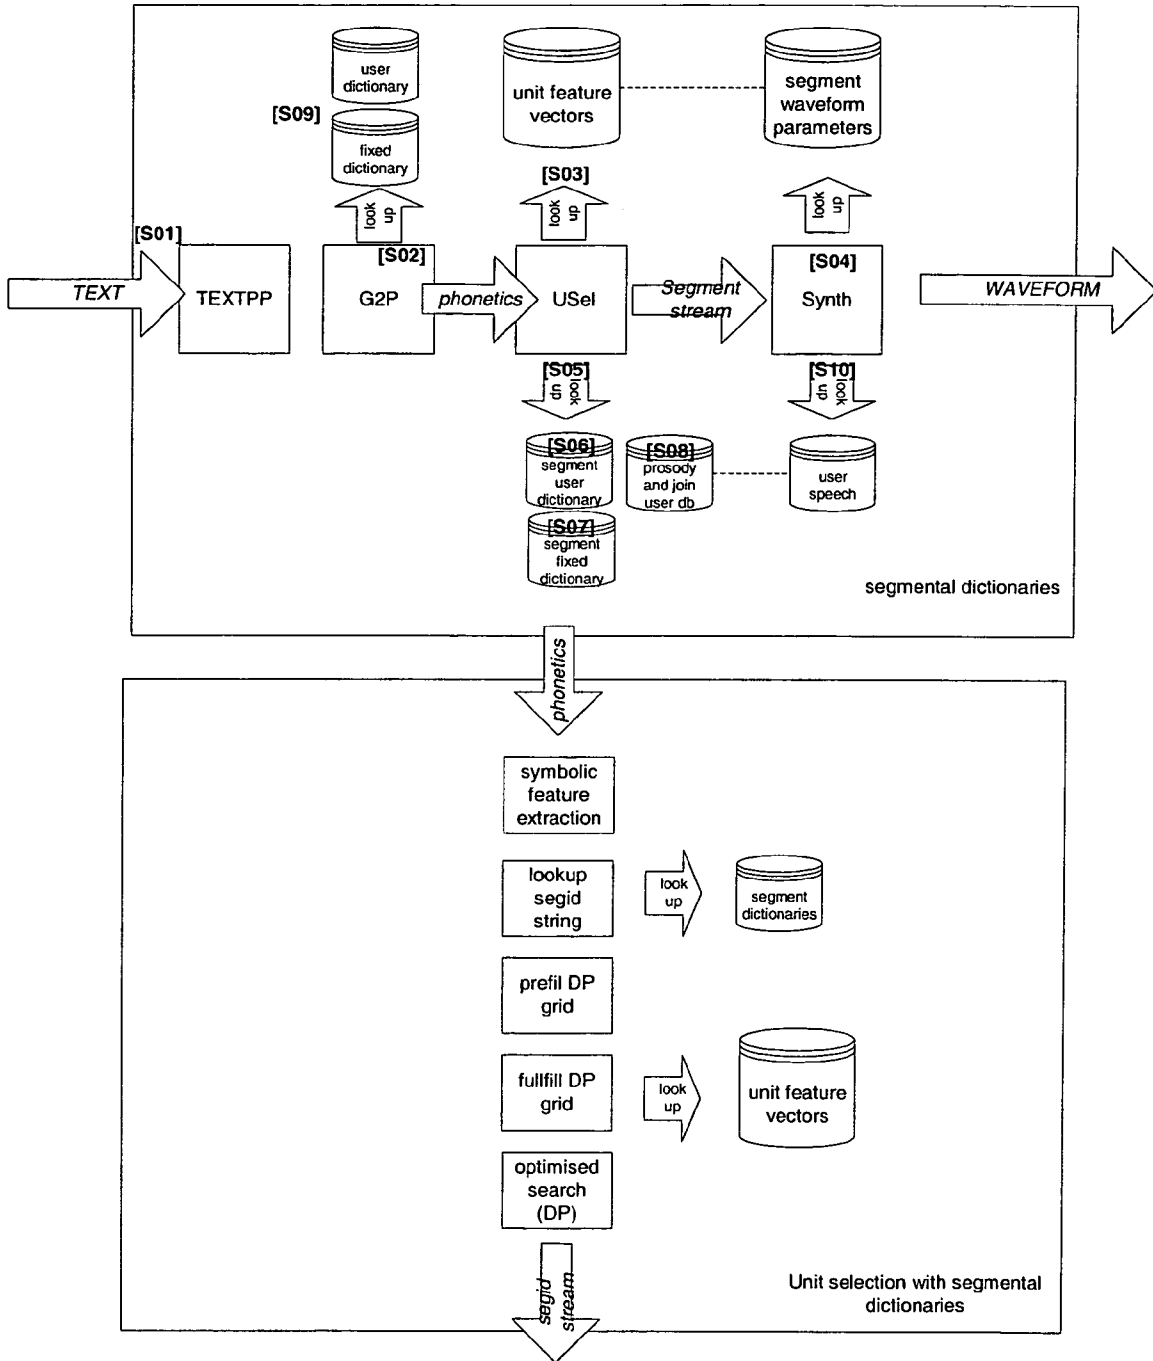 user
dictionary
[S09]
fixed
dictionary
unit feature
vectors
segment
waveform
parameters
look
up
[S03]
look
up
look
up
[S01]
TEXT
TEXTPP
[S02]
G2P
phonetics
USel
Segment
stream
[S04]
Synth
WAVEFORM
[S05]
look
up
[S10]
look
up
[S06]
segment
user
dictionary
[S08]
prosody
and join
user db
user
speech
[S07]
segment
fixed
dictionary
segmental dictionaries
phonetics
symbolic
feature
extraction
lookup
segid
string
look
up
segment
dictionaries
prefil DP
grid
fullfill DP
grid
look
up
unit feature
vectors
optimised
search
(DP)
segid
stream
Unit selection with segmental
dictionaries